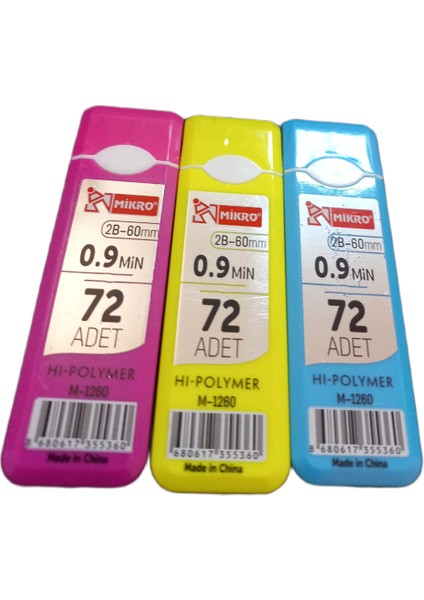 MİKRO
2B-60mm
0.9 MiN
72
ADET
HI-POLYMER
M-1260
8 680617 355360
Made in China
MİKRO
2B-60mm
0.9 MiN
72
ADET
HI-POLYMER
M-1260
8 680617 355360
Made in China
MİKRO
2B-60mm
0.9 MiN
72
ADET
HI-POLYMER
M-1260
8 680617 355360
Made in China